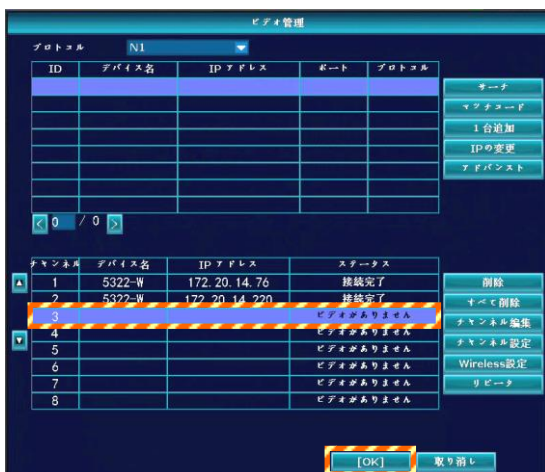 ビデオ管理
プロトコル N1
ID デバイス名 IPアドレス ポート プロトコル
サーチ
マッチコード
1台追加
IPの変更
アドバンスト
< 0 / 0 >
チャンネル デバイス名 IPアドレス ステータス
1 5322-W 172.20.14.76 接続完了
2 5322-W 172.20.14.220 接続完了
3 ビデオがありません
4 ビデオがありません
5 ビデオがありません
6 ビデオがありません
7 ビデオがありません
8 ビデオがありません
削除
すべて削除
チャンネル編集
チャンネル設定
Wireless設定
リピータ
[OK] 取り消し